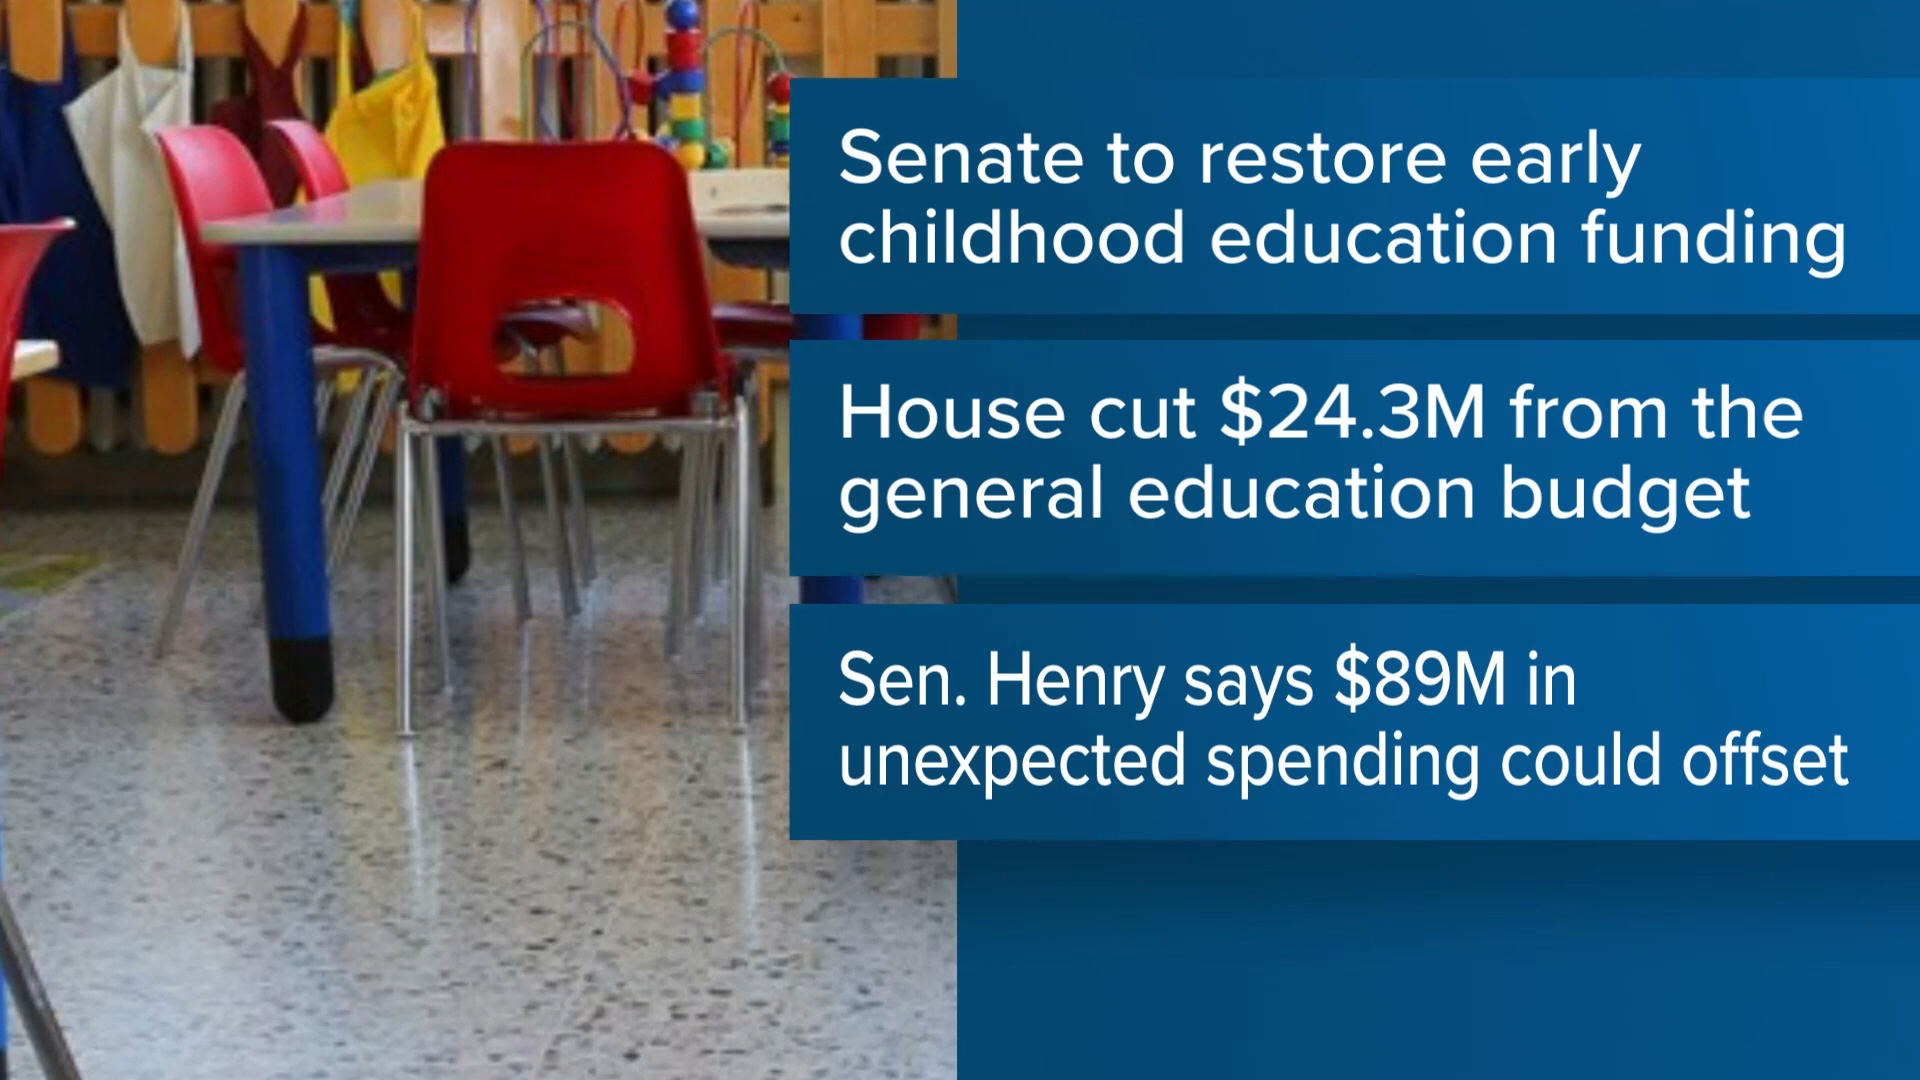 Senate to restore early
childhood education funding
House cut $24.3M from the
general education budget
Sen. Henry says $89M in
unexpected spending could offset